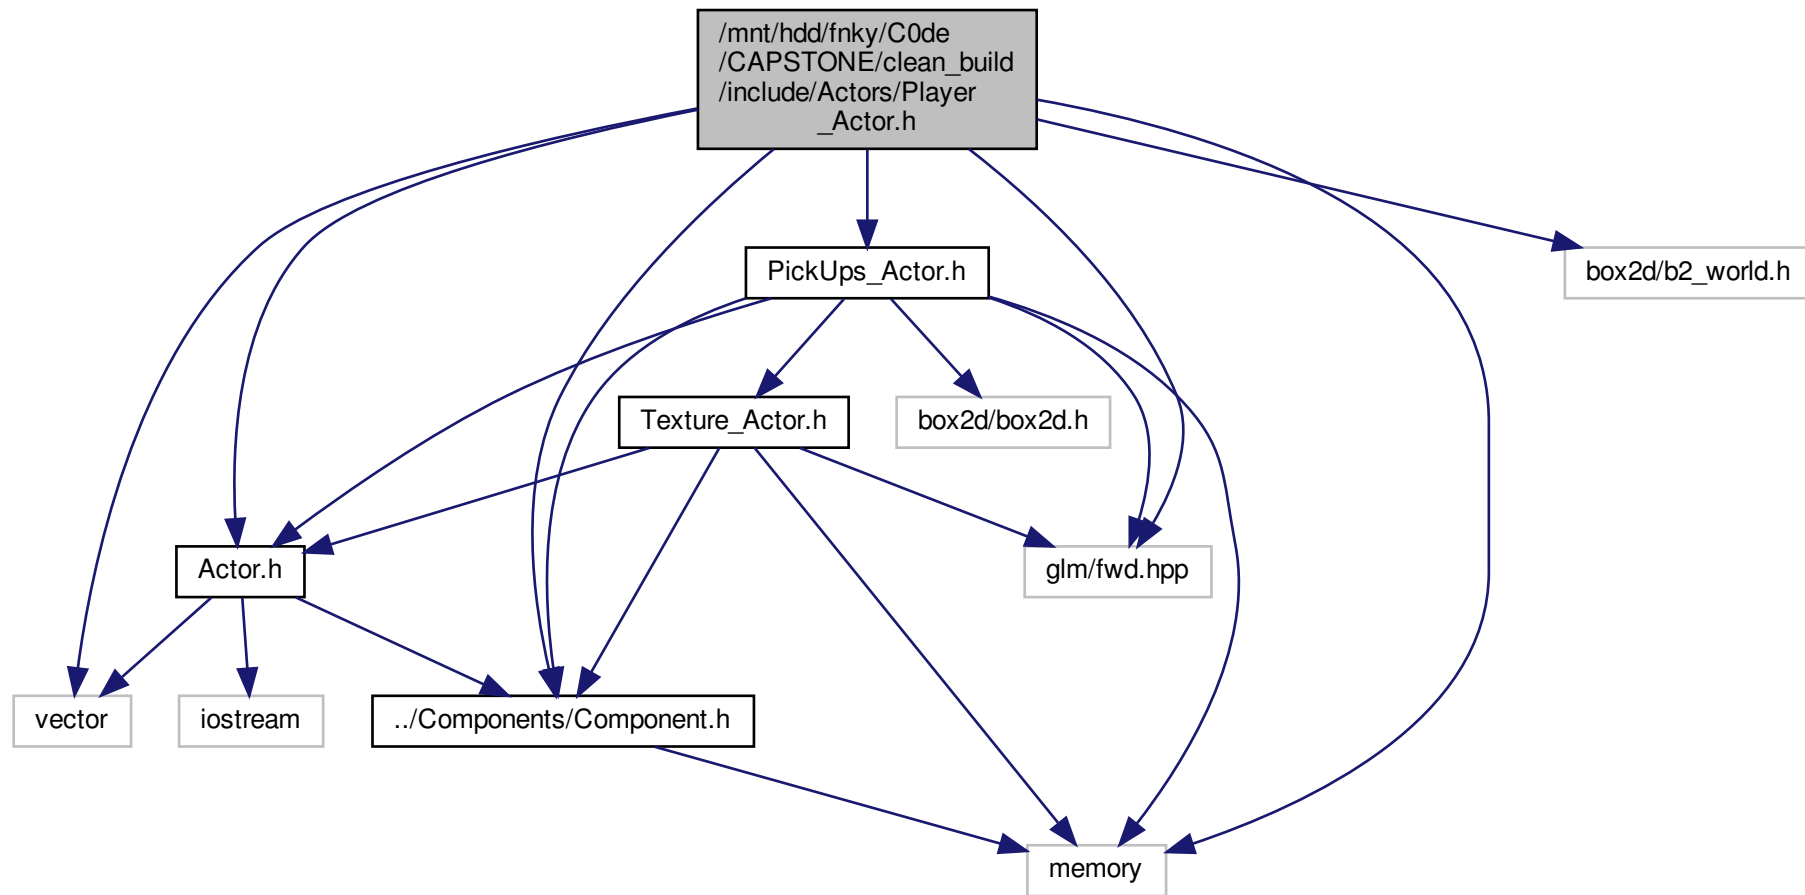 /mnt/hdd/fnky/C0de
/CAPSTONE/clean_build
/include/Actors/Player
_Actor.h
PickUps_Actor.h
box2d/b2_world.h
Texture_Actor.h
box2d/box2d.h
Actor.h
glm/fwd.hpp
vector
iostream
../Components/Component.h
memory